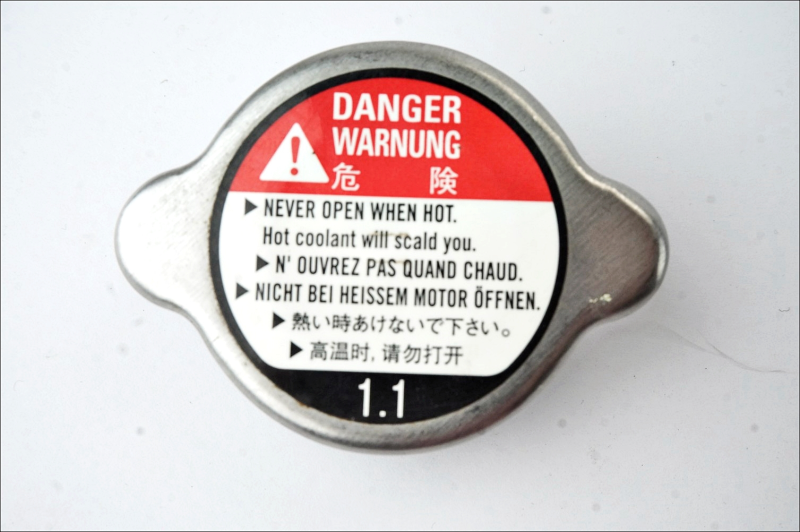 DANGER
WARNUNG
危 険
▶ NEVER OPEN WHEN HOT.
Hot coolant will scald you.
▶ N' OUVREZ PAS QUAND CHAUD.
▶ NICHT BEI HEISSEM MOTOR ÖFFNEN.
▶ 熱い時あけないで下さい。
▶ 高温时, 请勿打开
1.1